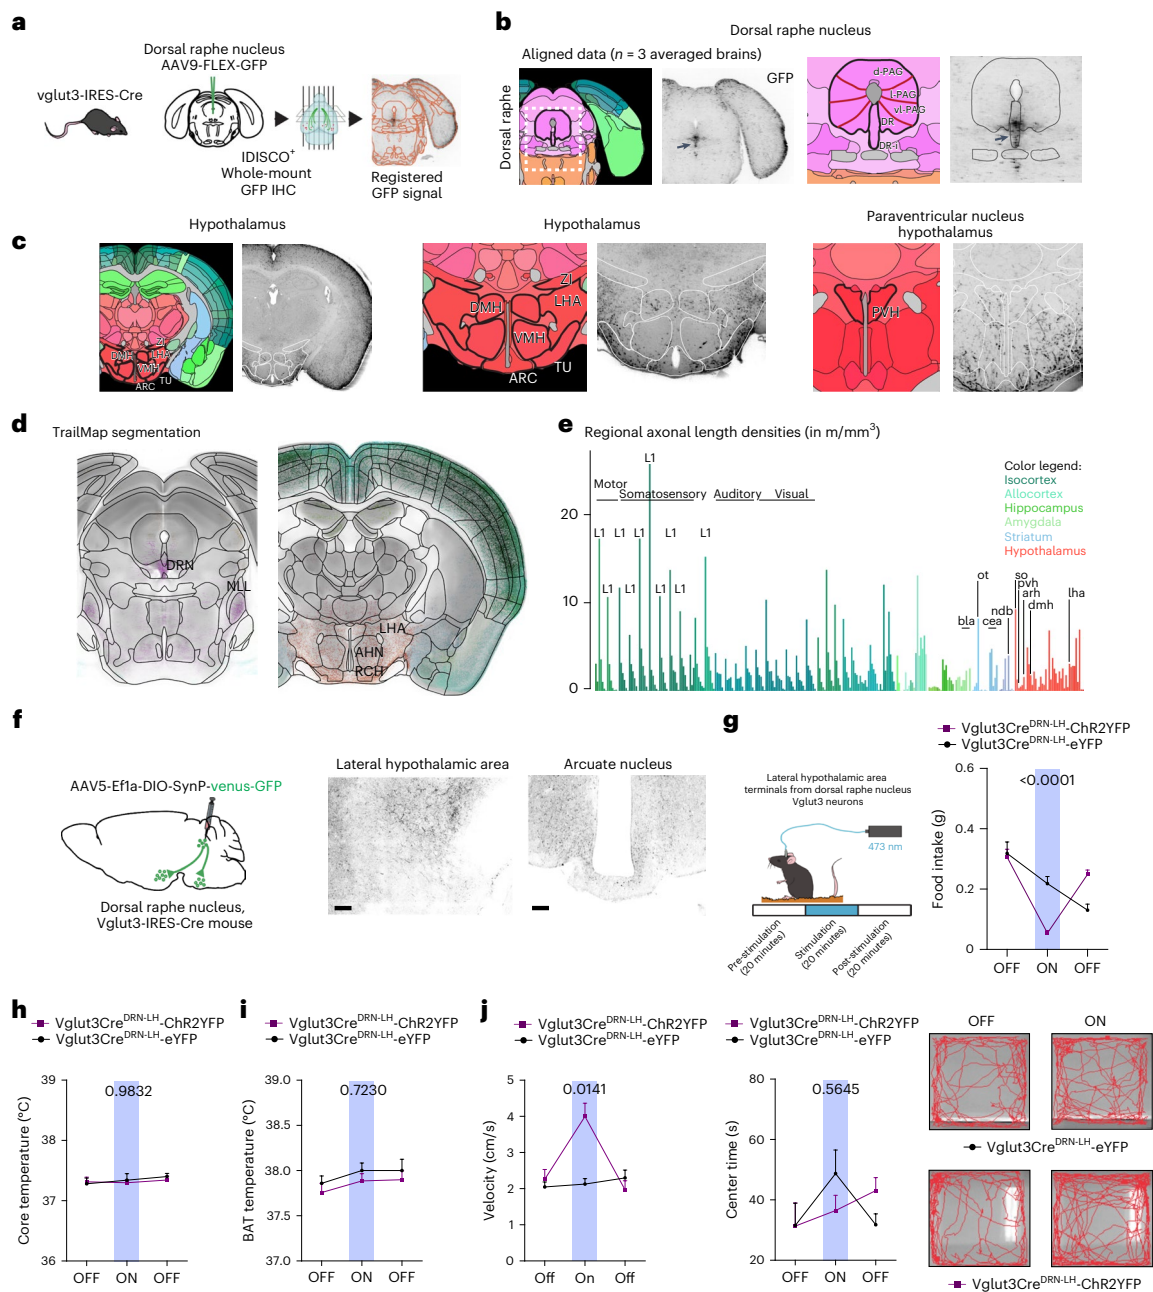 a
Dorsal raphe nucleus
AAV9-FLEX-GFP
vglut3-IRES-Cre
IDISCO+
Whole-mount
GFP IHC
Registered
GFP signal
b
Dorsal raphe nucleus
Aligned data (n = 3 averaged brains)
Dorsal raphe
GFP
d-PAG
l-PAG
vl-PAG
DR
DR-i
c
Hypothalamus
ZI
DMH
LHA
VMH
TU
ARC
Hypothalamus
ZI
DMH
LHA
VMH
TU
ARC
Paraventricular nucleus
hypothalamus
PVH
d
TrailMap segmentation
DRN
NLL
LHA
AHN
RCH
e
Regional axonal length densities (in m/mm3)
L1
Motor
Somatosensory
Auditory
Visual
20
10
0
L1 L1 L1 L1 L1
L1 L1 L1 L1
Color legend:
Isocortex
Allocortex
Hippocampus
Amygdala
Striatum
Hypothalamus
ot
so
pvh
arh
dmh
lha
ndb
bla
cea
f
AAV5-Ef1a-DIO-SynP-venus-GFP
Dorsal raphe nucleus,
Vglut3-IRES-Cre mouse
Lateral hypothalamic area
Arcuate nucleus
g
Lateral hypothalamic area
terminals from dorsal raphe nucleus
Vglut3 neurons
473 nm
Pre-stimulation
(20 minutes)
Stimulation
(20 minutes)
Post-stimulation
(20 minutes)
Vglut3CreDRN-LH-ChR2YFP
Vglut3CreDRN-LH-eYFP
Food intake (g)
0.6
0.4
0.2
0
<0.0001
OFF ON OFF
h
Vglut3CreDRN-LH-ChR2YFP
Vglut3CreDRN-LH-eYFP
Core temperature (°C)
39
38
37
36
0.9832
OFF ON OFF
i
Vglut3CreDRN-LH-ChR2YFP
Vglut3CreDRN-LH-eYFP
BAT temperature (°C)
39.0
38.5
38.0
37.5
37.0
0.7230
OFF ON OFF
j
Vglut3CreDRN-LH-ChR2YFP
Vglut3CreDRN-LH-eYFP
Velocity (cm/s)
5
4
3
2
1
0
0.0141
Off On Off
Vglut3CreDRN-LH-ChR2YFP
Vglut3CreDRN-LH-eYFP
Center time (s)
80
60
40
20
0.5645
OFF ON OFF
OFF ON
Vglut3CreDRN-LH-eYFP
Vglut3CreDRN-LH-ChR2YFP